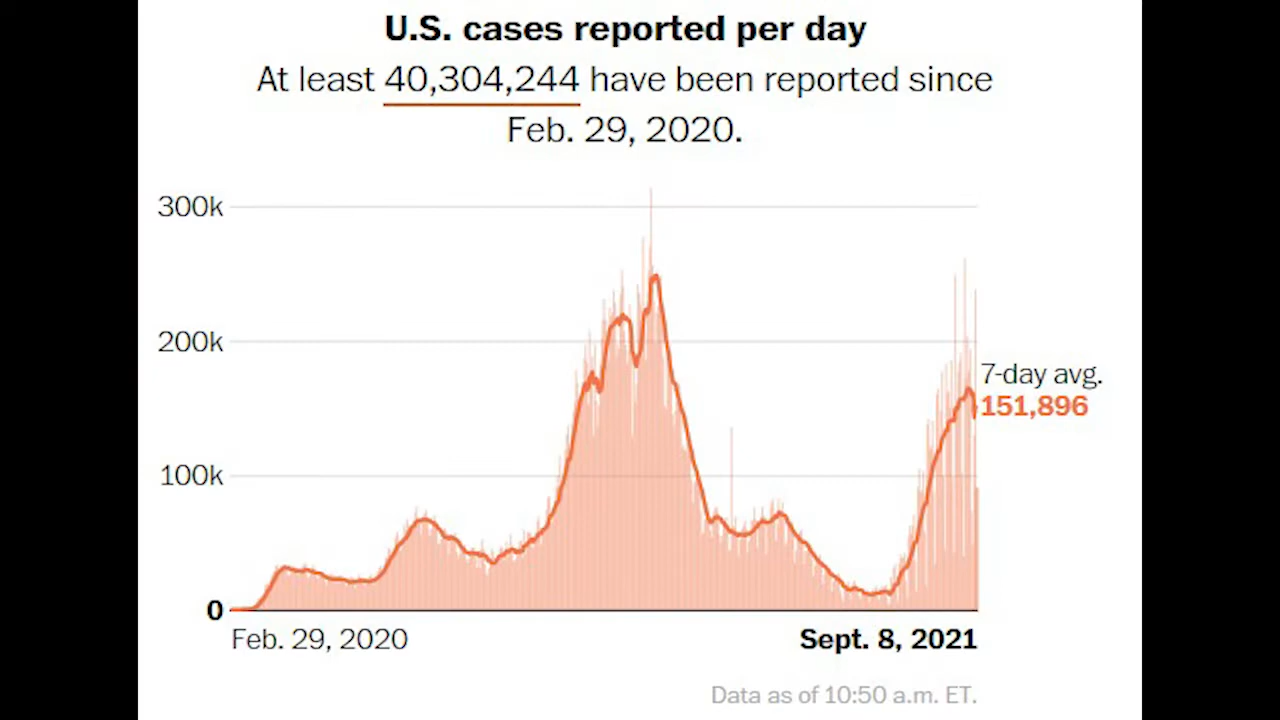 U.S. cases reported per day
At least 40,304,244 have been reported since
Feb. 29, 2020.
300k
200k
7-day avg.
151,896
100k
0
Feb. 29, 2020 Sept. 8, 2021
Data as of 10:50 a.m. ET.